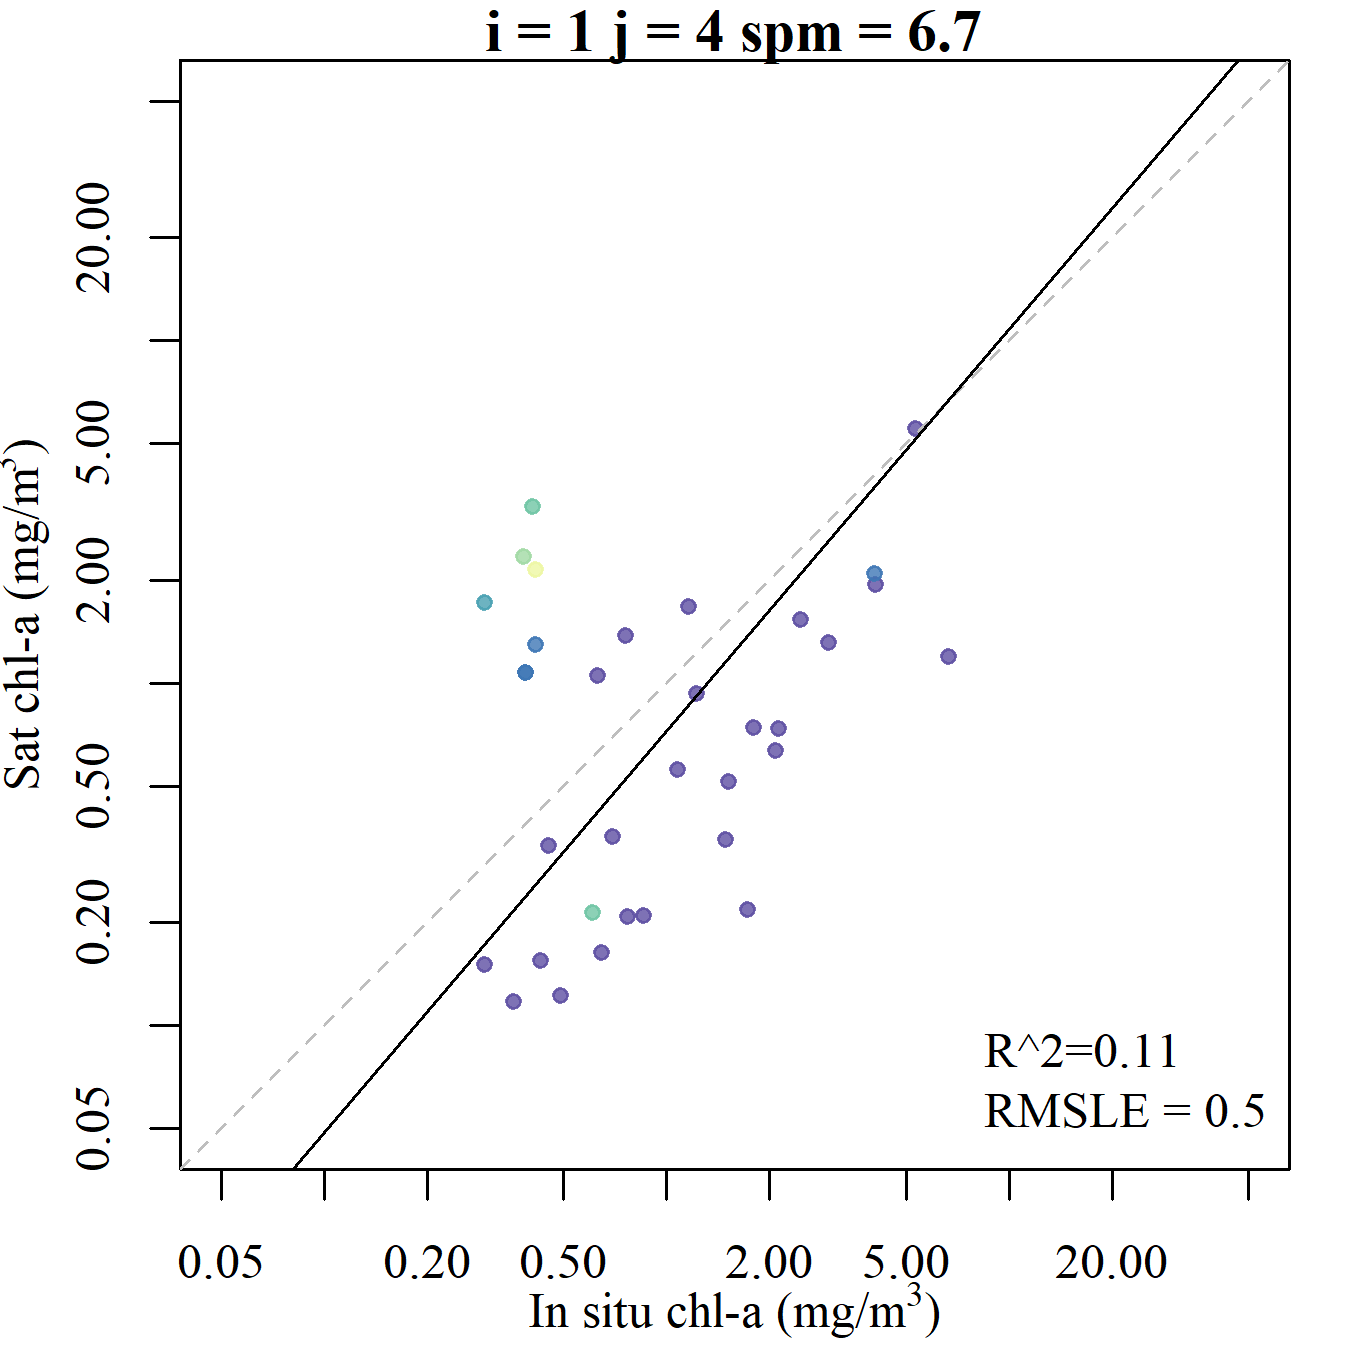 i = 1 j = 4 spm = 6.7
Sat chl-a (mg/m³)
20.00
5.00
2.00
0.50
0.20
0.05
R^2=0.11
RMSLE = 0.5
0.05 0.20 0.50 2.00 5.00 20.00
In situ chl-a (mg/m³)